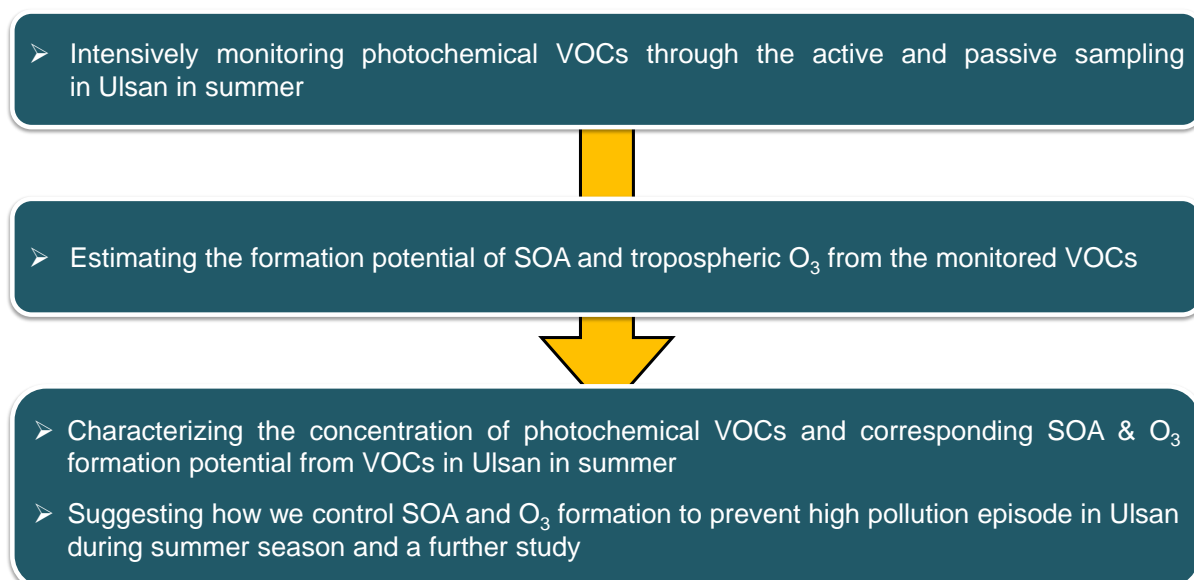 ➢ Intensively monitoring photochemical VOCs through the active and passive sampling
in Ulsan in summer
➢ Estimating the formation potential of SOA and tropospheric O₃ from the monitored VOCs
➢ Characterizing the concentration of photochemical VOCs and corresponding SOA & O₃
formation potential from VOCs in Ulsan in summer
➢ Suggesting how we control SOA and O₃ formation to prevent high pollution episode in Ulsan
during summer season and a further study